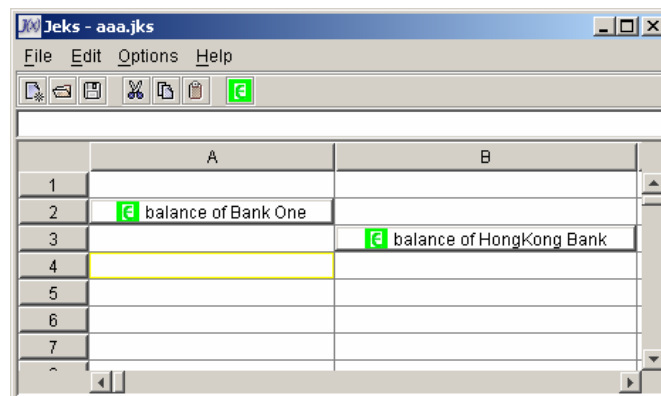 J(x) Jeks - aaa.jks
File Edit Options Help
A B
1
2 balance of Bank One
3 balance of HongKong Bank
4
5
6
7